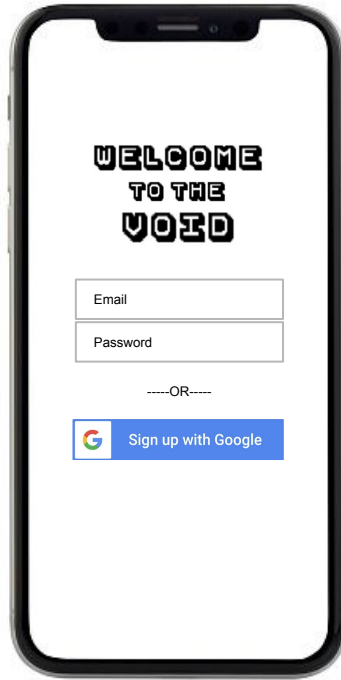 WELCOME
TO THE
VOID
Email
Password
-----OR-----
Sign up with Google